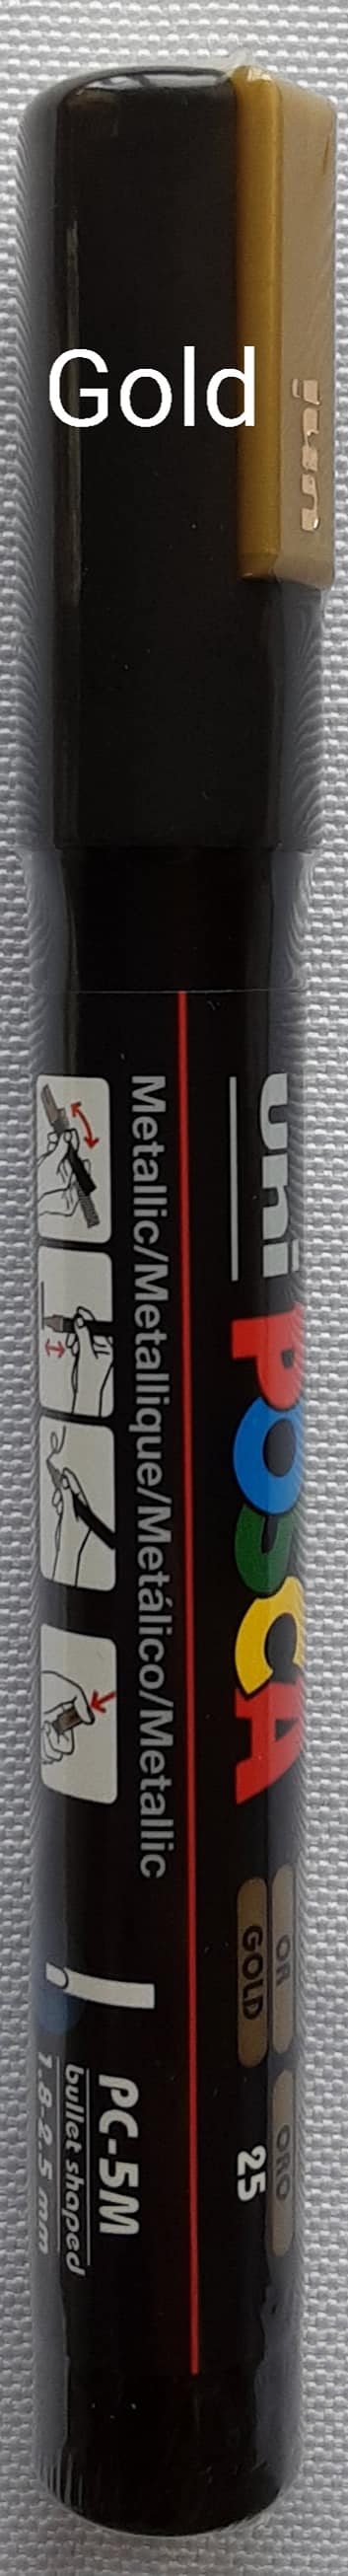 Gold
uni
uni
POSCA
OR
ORO
GOLD
25
Metallic/Metallique/Metálico/Metallic
PC-5M
bullet shaped
1.8-2.5 mm